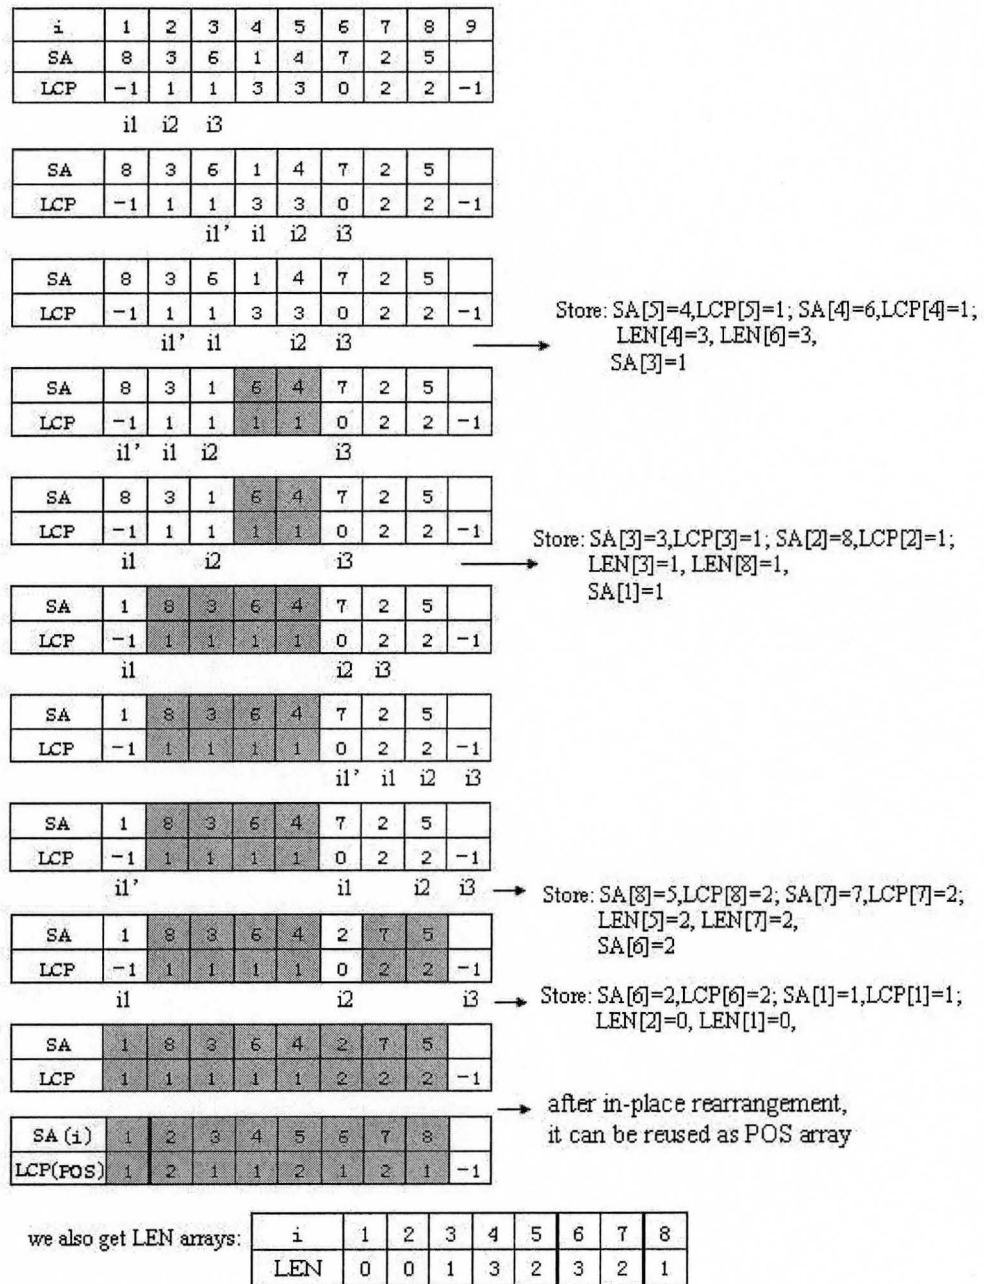 i 1 2 3 4 5 6 7 8 9
SA 8 3 6 1 4 7 2 5
LCP -1 1 1 3 3 0 2 2 -1
i1 i2 i3
SA 8 3 6 1 4 7 2 5
LCP -1 1 1 3 3 0 2 2 -1
i1' i1 i2 i3
SA 8 3 6 1 4 7 2 5
LCP -1 1 1 3 3 0 2 2 -1
i1' i1 i2 i3
Store: SA[5]=4,LCP[5]=1; SA[4]=6,LCP[4]=1;
LEN[4]=3, LEN[6]=3,
SA[3]=1
SA 8 3 1 6 4 7 2 5
LCP -1 1 1 1 1 0 2 2 -1
i1' i1 i2 i3
SA 8 3 1 6 4 7 2 5
LCP -1 1 1 1 1 0 2 2 -1
i1 i2 i3
Store: SA[3]=3,LCP[3]=1; SA[2]=8,LCP[2]=1;
LEN[3]=1, LEN[8]=1,
SA[1]=1
SA 1 8 3 6 4 7 2 5
LCP -1 1 1 1 1 0 2 2 -1
i1 i2 i3
SA 1 8 3 6 4 7 2 5
LCP -1 1 1 1 1 0 2 2 -1
i1' i1 i2 i3
SA 1 8 3 6 4 7 2 5
LCP -1 1 1 1 1 0 2 2 -1
i1' i1 i2 i3
Store: SA[8]=5,LCP[8]=2; SA[7]=7,LCP[7]=2;
LEN[5]=2, LEN[7]=2,
SA[6]=2
SA 1 8 3 6 4 2 7 5
LCP -1 1 1 1 1 0 2 2 -1
i1 i2 i3
Store: SA[6]=2,LCP[6]=2; SA[1]=1,LCP[1]=1;
LEN[2]=0, LEN[1]=0,
SA 1 8 3 6 4 2 7 5
LCP 1 1 1 1 1 2 2 2 -1
after in-place rearrangement,
it can be reused as POS array
SA(i) 1 2 3 4 5 6 7 8
LCP(POS) 1 2 1 1 2 1 2 1 -1
we also get LEN arrays:
i 1 2 3 4 5 6 7 8
LEN 0 0 1 3 2 3 2 1